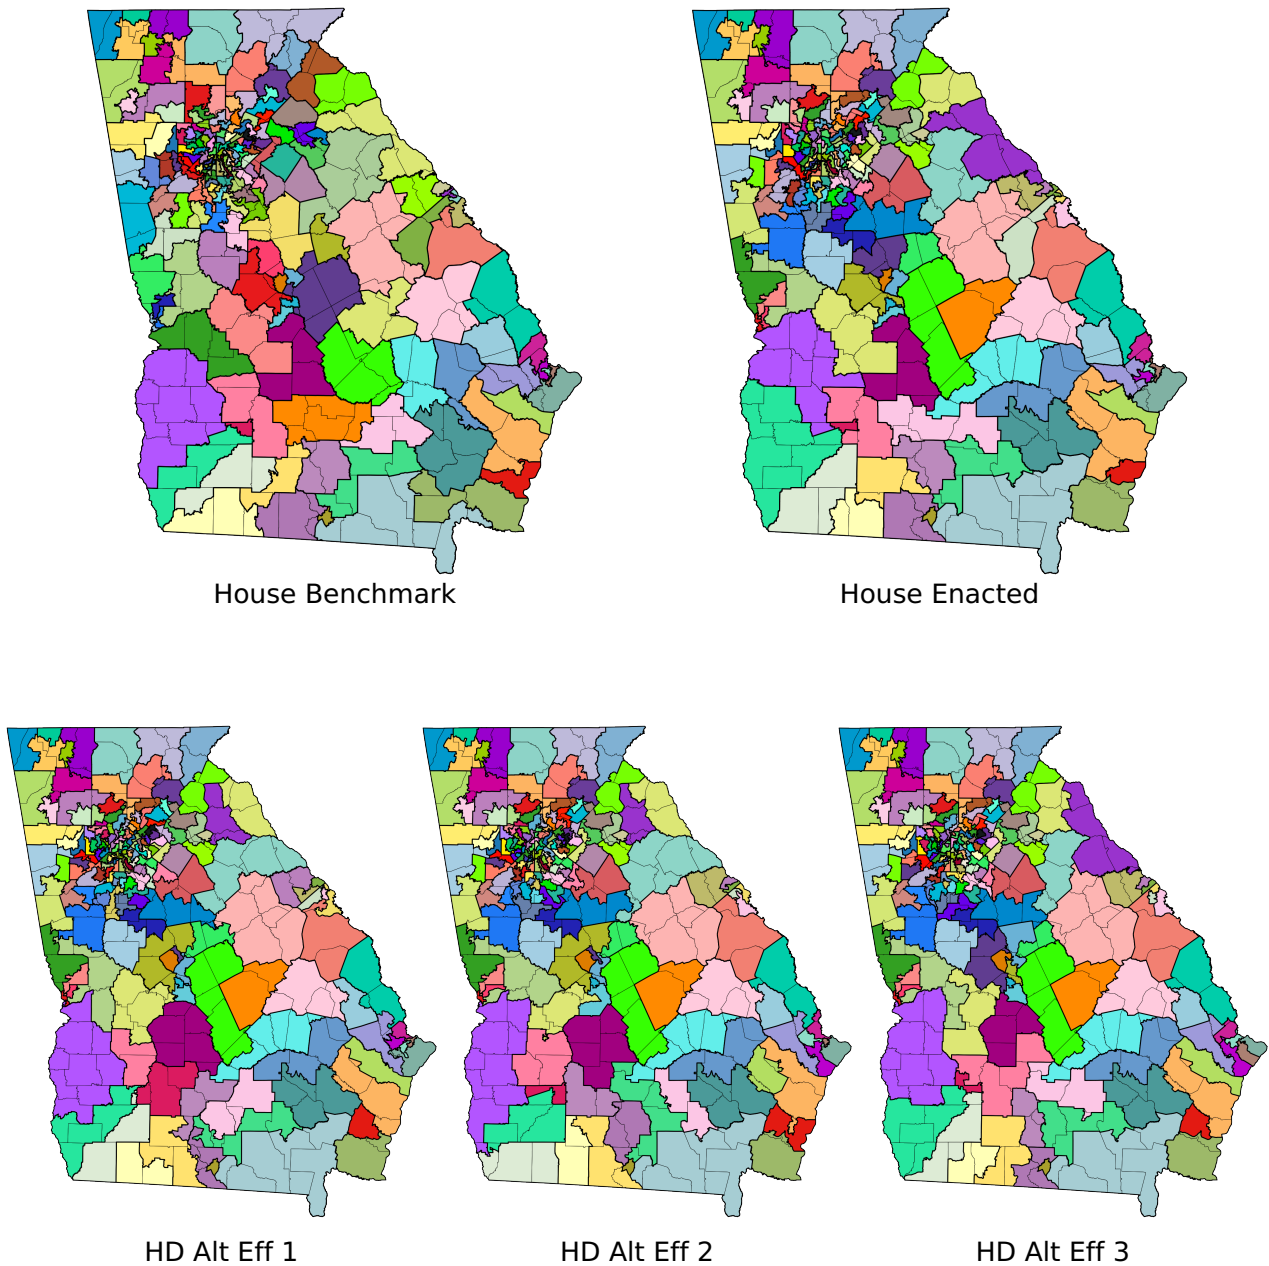 House Benchmark
House Enacted
HD Alt Eff 1
HD Alt Eff 2
HD Alt Eff 3